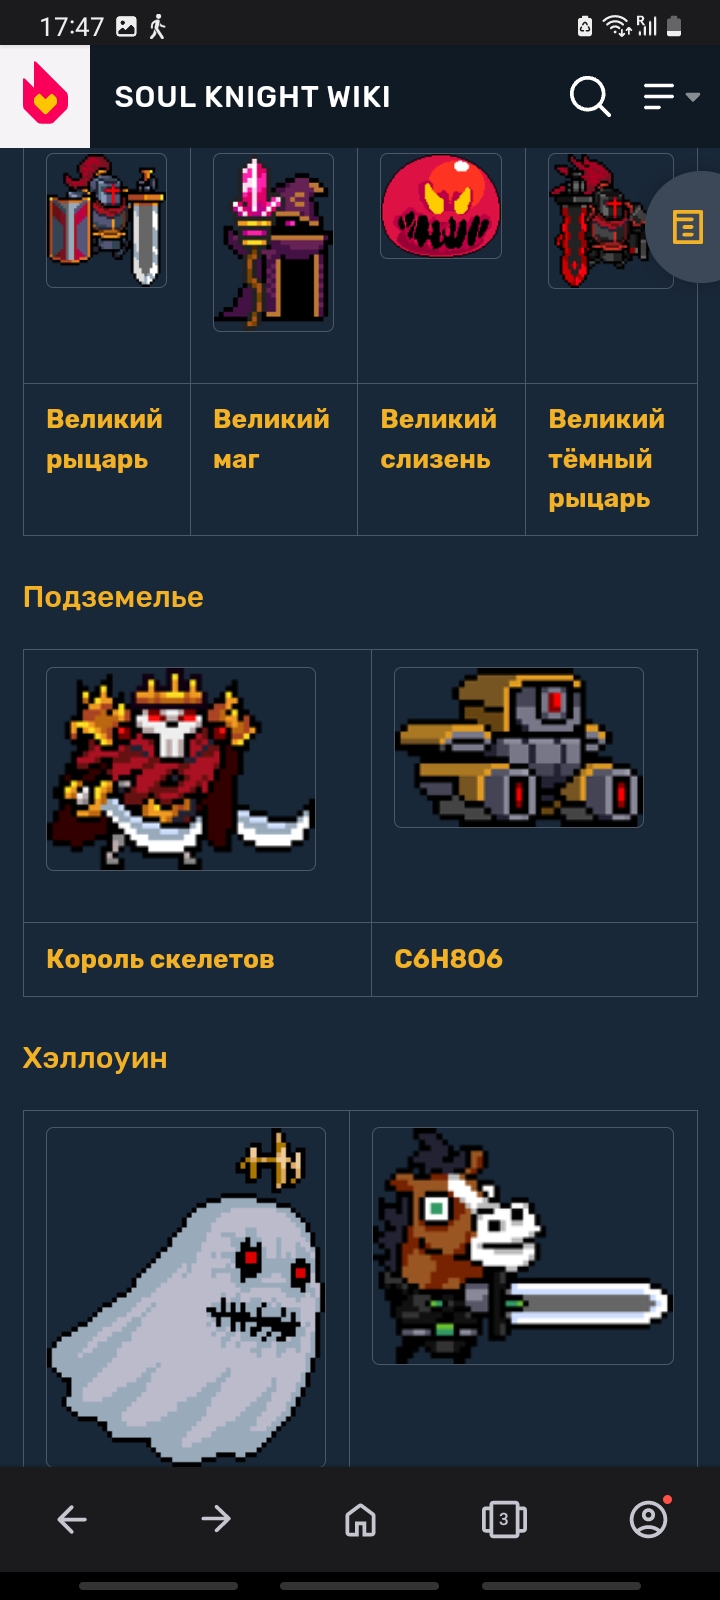 17:47
R
SOUL KNIGHT WIKI
Великий рыцарь
Великий маг
Великий слизень
Великий тёмный рыцарь
Подземелье
Король скелетов
C6H8O6
Хэллоуин
3